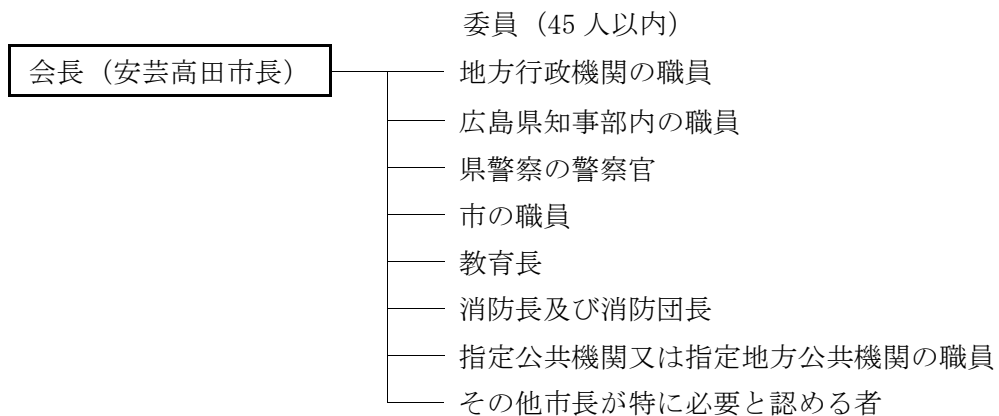 委員（45 人以内）
会長（安芸高田市長）
地方行政機関の職員
広島県知事部内の職員
県警察の警察官
市の職員
教育長
消防長及び消防団長
指定公共機関又は指定地方公共機関の職員
その他市長が特に必要と認める者